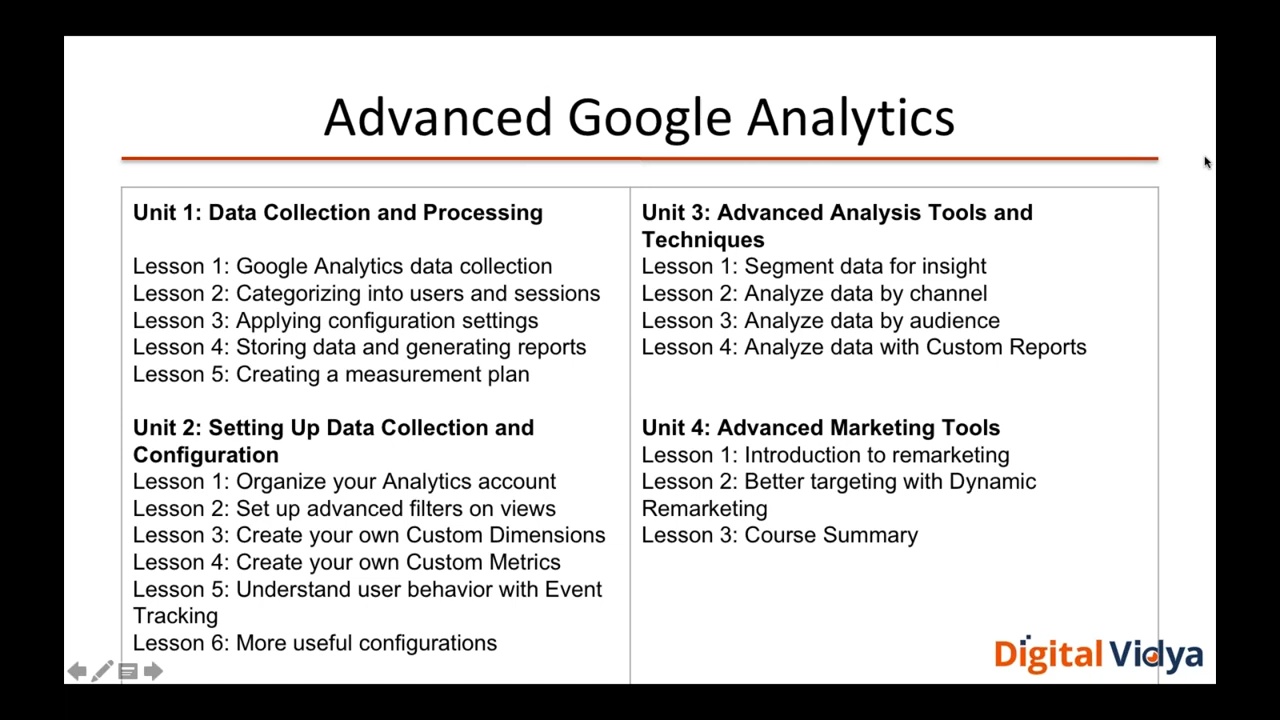 Advanced Google Analytics
Unit 1: Data Collection and Processing
Lesson 1: Google Analytics data collection
Lesson 2: Categorizing into users and sessions
Lesson 3: Applying configuration settings
Lesson 4: Storing data and generating reports
Lesson 5: Creating a measurement plan
Unit 2: Setting Up Data Collection and
Configuration
Lesson 1: Organize your Analytics account
Lesson 2: Set up advanced filters on views
Lesson 3: Create your own Custom Dimensions
Lesson 4: Create your own Custom Metrics
Lesson 5: Understand user behavior with Event
Tracking
Lesson 6: More useful configurations
Unit 3: Advanced Analysis Tools and
Techniques
Lesson 1: Segment data for insight
Lesson 2: Analyze data by channel
Lesson 3: Analyze data by audience
Lesson 4: Analyze data with Custom Reports
Unit 4: Advanced Marketing Tools
Lesson 1: Introduction to remarketing
Lesson 2: Better targeting with Dynamic
Remarketing
Lesson 3: Course Summary
Digital Vidya